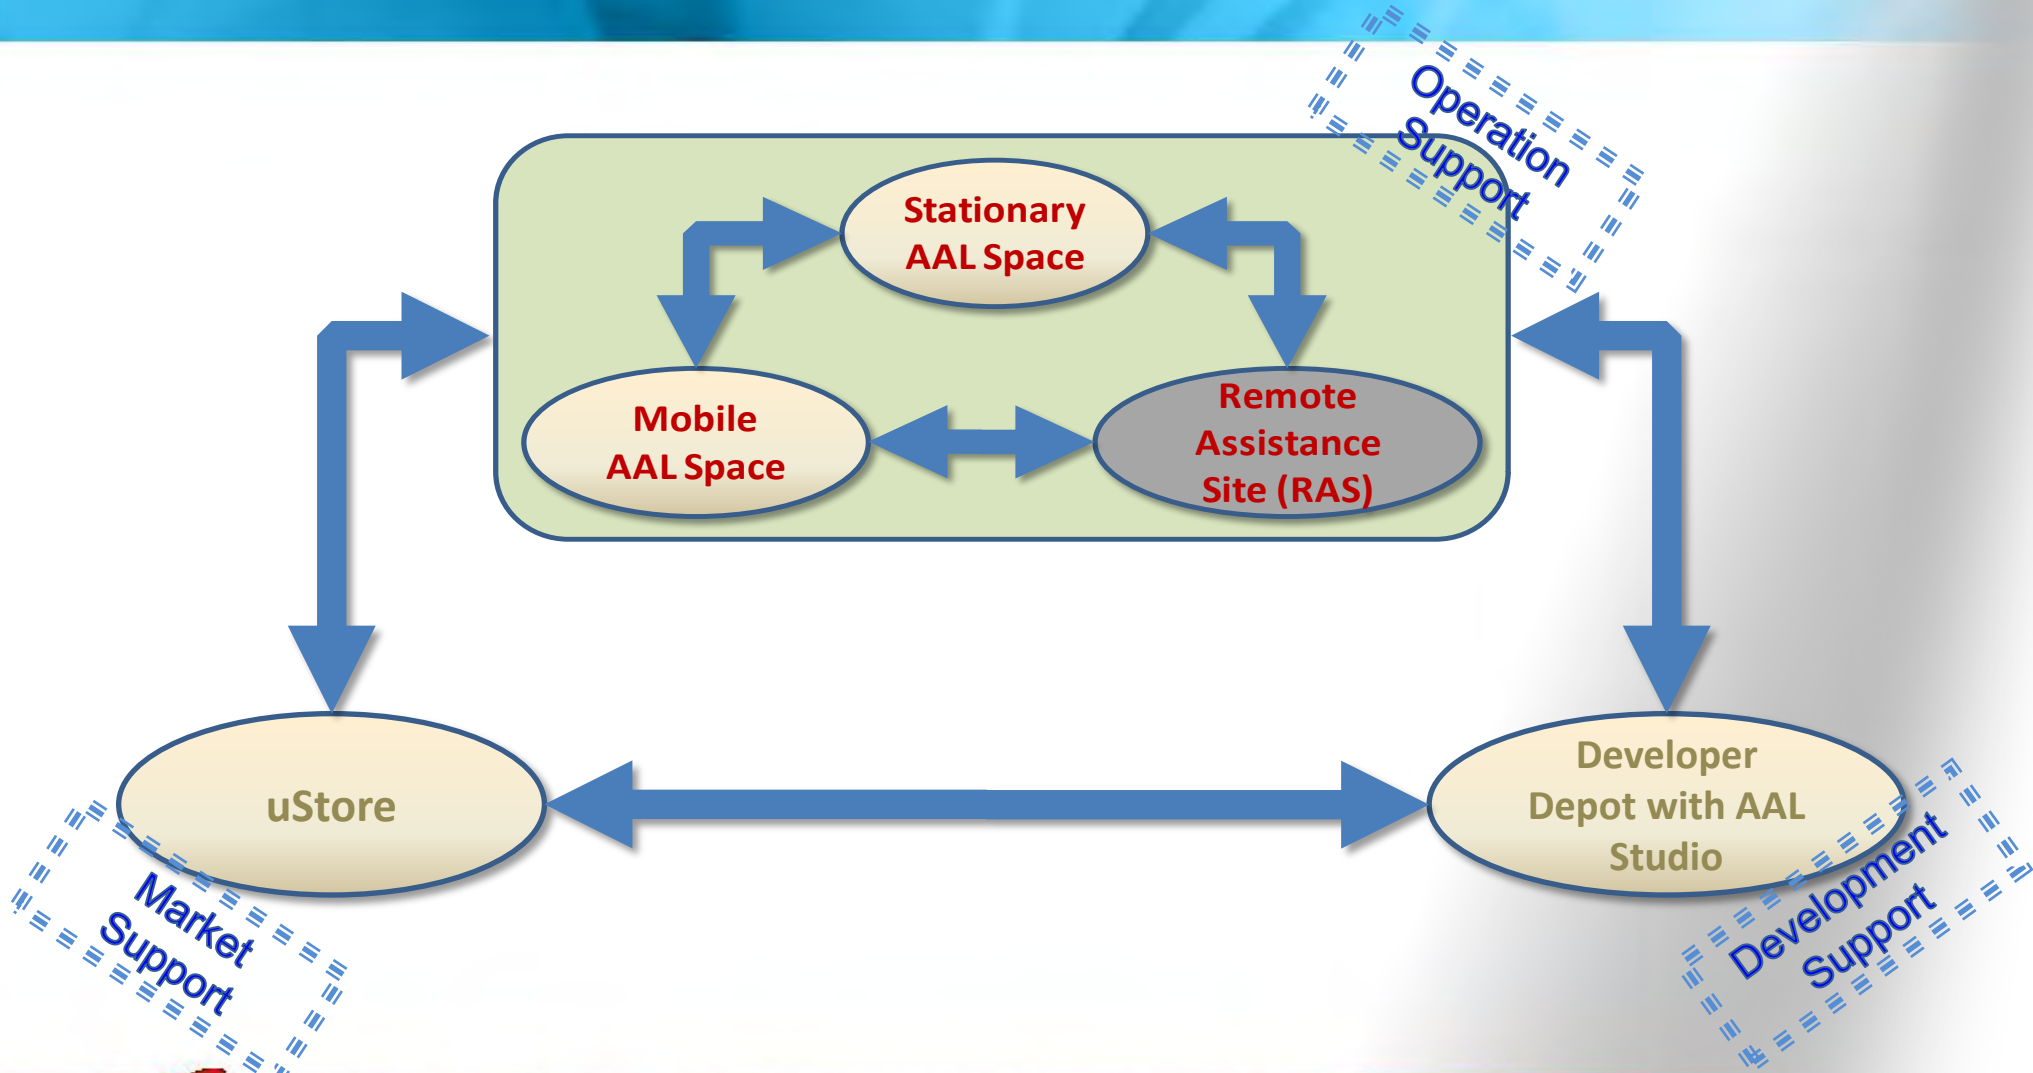 Operation
Support
Stationary
AAL Space
Mobile
AAL Space
Remote
Assistance
Site (RAS)
uStore
Developer
Depot with AAL
Studio
Market
Support
Development
Support